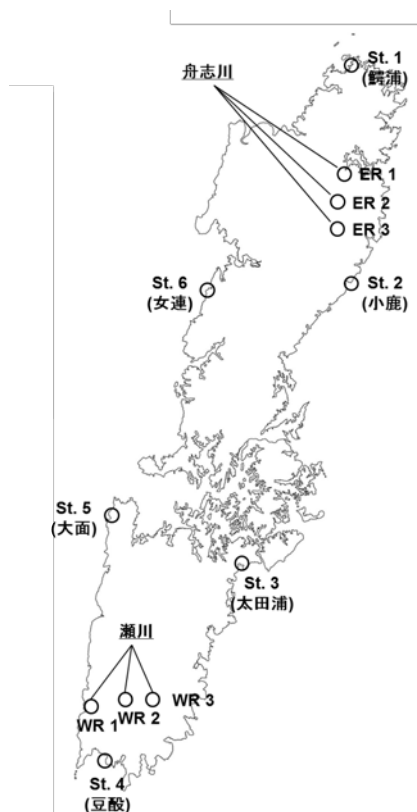 St. 1
(鰐浦)
舟志川
ER 1
ER 2
ER 3
St. 6
(女連)
St. 2
(小鹿)
St. 5
(大面)
St. 3
(太田浦)
瀬川
WR 1
WR 2
WR 3
St. 4
(豆酘)